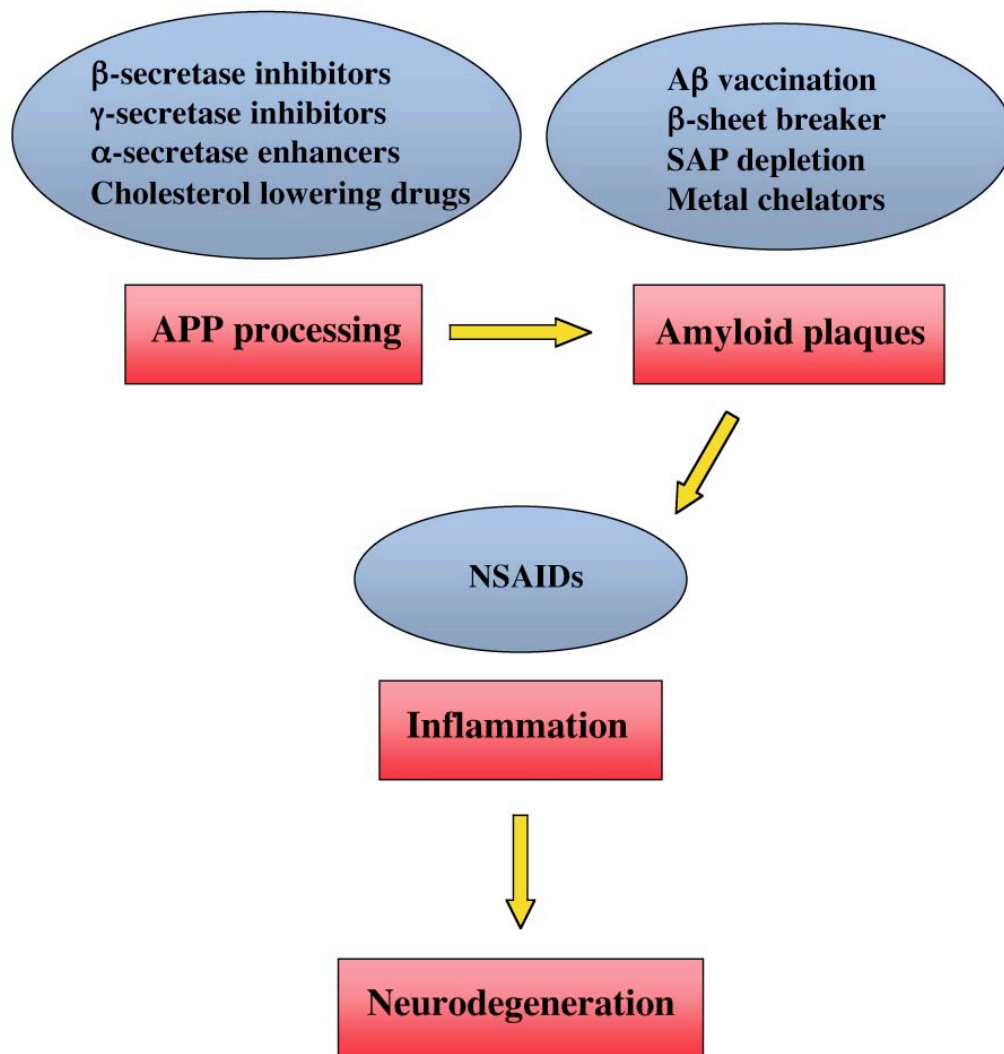 β-secretase inhibitors
γ-secretase inhibitors
α-secretase enhancers
Cholesterol lowering drugs
Aβ vaccination
β-sheet breaker
SAP depletion
Metal chelators
APP processing
Amyloid plaques
NSAIDs
Inflammation
Neurodegeneration